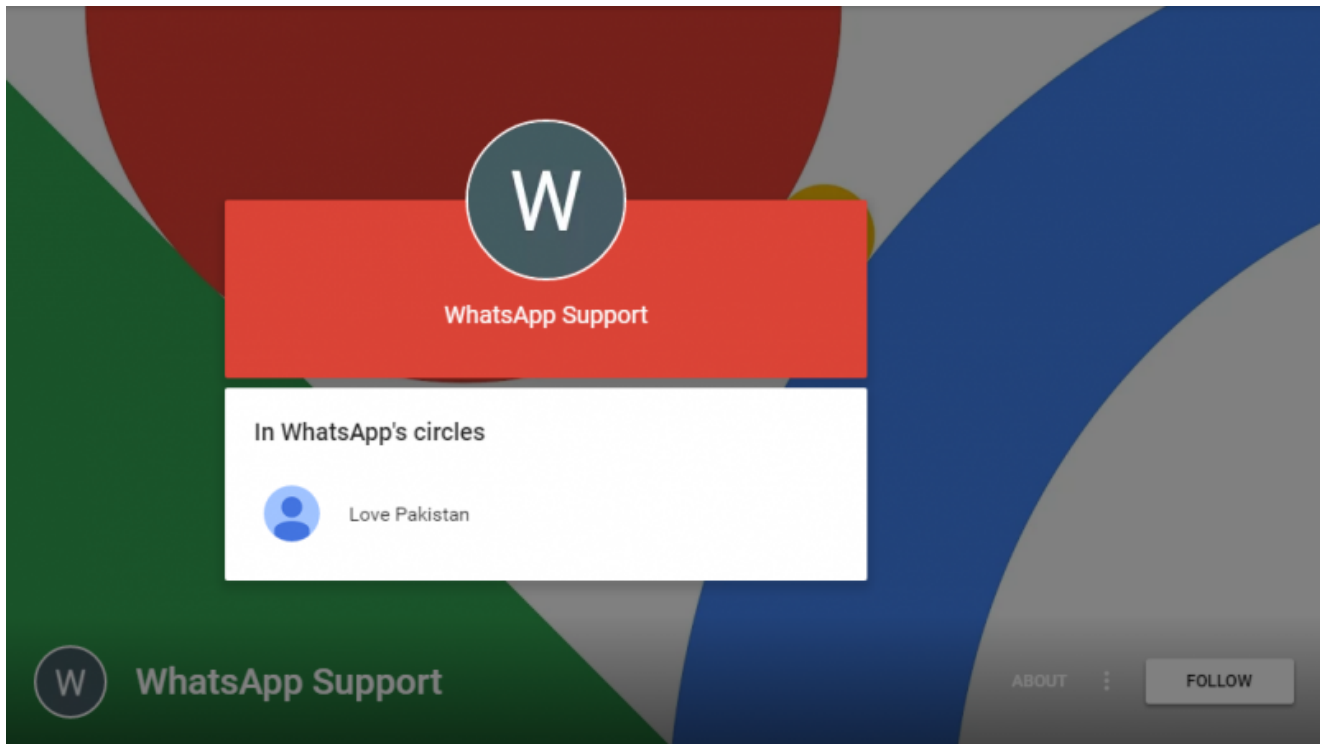 W
WhatsApp Support
In WhatsApp's circles
Love Pakistan
W
WhatsApp Support
ABOUT
FOLLOW